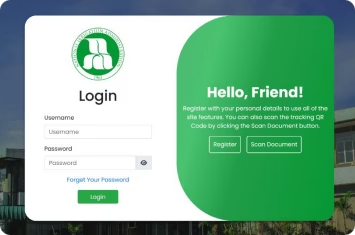 Login
Username
Username
Password
Password
Forget Your Password
Login
Hello, Friend!
Register with your personal details to use all of the
site features. You can also scan the tracking QR
Code by clicking the Scan Document button.
Register
Scan Document